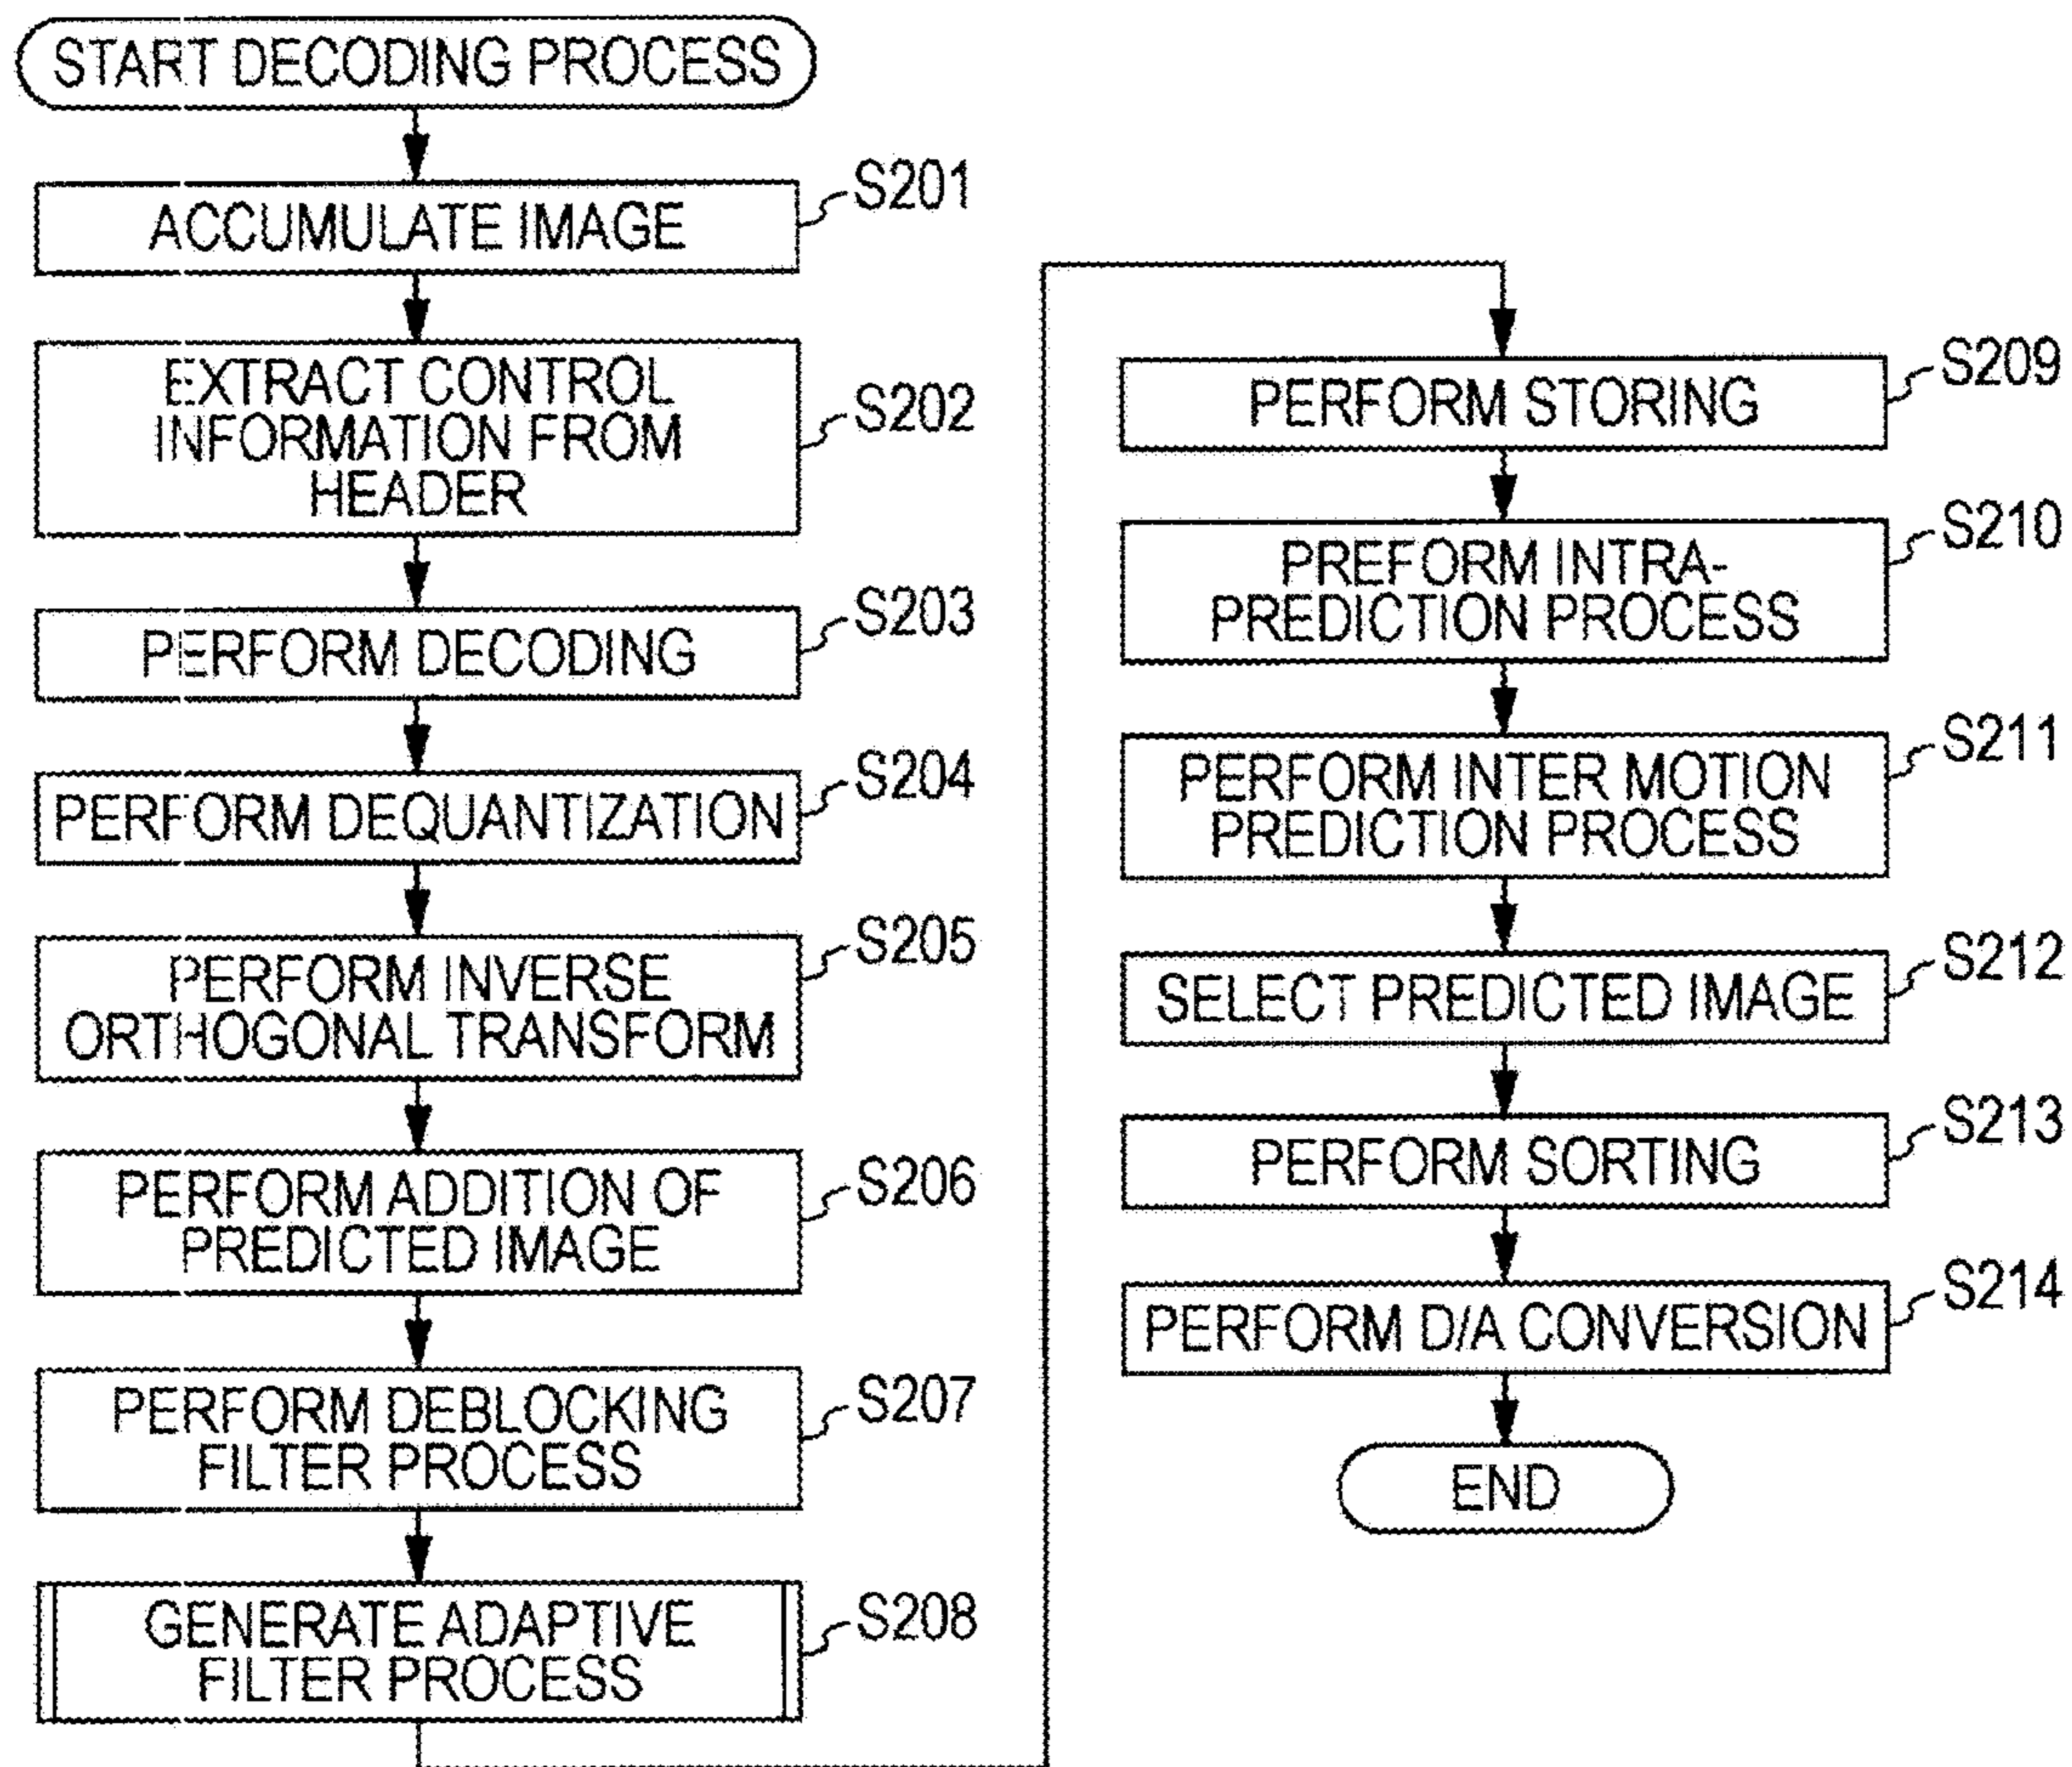 START DECODING PROCESS
S201
ACCUMULATE IMAGE
S202
EXTRACT CONTROL
INFORMATION FROM
HEADER
S203
PERFORM DECODING
S204
PERFORM DEQUANTIZATION
S205
PERFORM INVERSE
ORTHOGONAL TRANSFORM
S206
PERFORM ADDITION OF
PREDICTED IMAGE
S207
PERFORM DEBLOCKING
FILTER PROCESS
S208
GENERATE ADAPTIVE
FILTER PROCESS
S209
PERFORM STORING
S210
PREFORM INTRA-
PREDICTION PROCESS
S211
PERFORM INTER MOTION
PREDICTION PROCESS
S212
SELECT PREDICTED IMAGE
S213
PERFORM SORTING
S214
PERFORM D/A CONVERSION
END